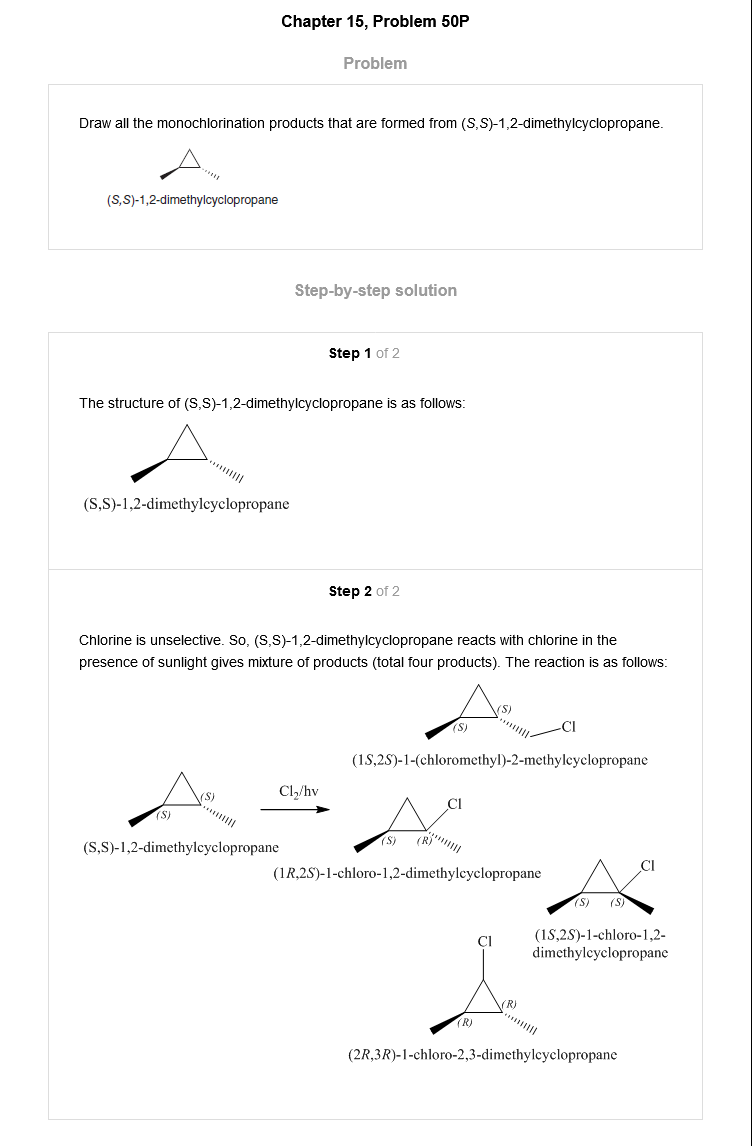 Chapter 15, Problem 50P
Problem
Draw all the monochlorination products that are formed from (S,S)-1,2-dimethylcyclopropane.
(S,S)-1,2-dimethylcyclopropane
Step-by-step solution
Step 1 of 2
The structure of (S,S)-1,2-dimethylcyclopropane is as follows:
(S,S)-1,2-dimethylcyclopropane
Step 2 of 2
Chlorine is unselective. So, (S,S)-1,2-dimethylcyclopropane reacts with chlorine in the
presence of sunlight gives mixture of products (total four products). The reaction is as follows:
(S)
(S)
Cl
(1S,2S)-1-(chloromethyl)-2-methylcyclopropane
(S)
(S)
(S,S)-1,2-dimethylcyclopropane
Cl₂/hv
Cl
(S) (R)
(1R,2S)-1-chloro-1,2-dimethylcyclopropane
Cl
(S) (S)
(1S,2S)-1-chloro-1,2-
dimethylcyclopropane
Cl
(R)
(R)
(2R,3R)-1-chloro-2,3-dimethylcyclopropane